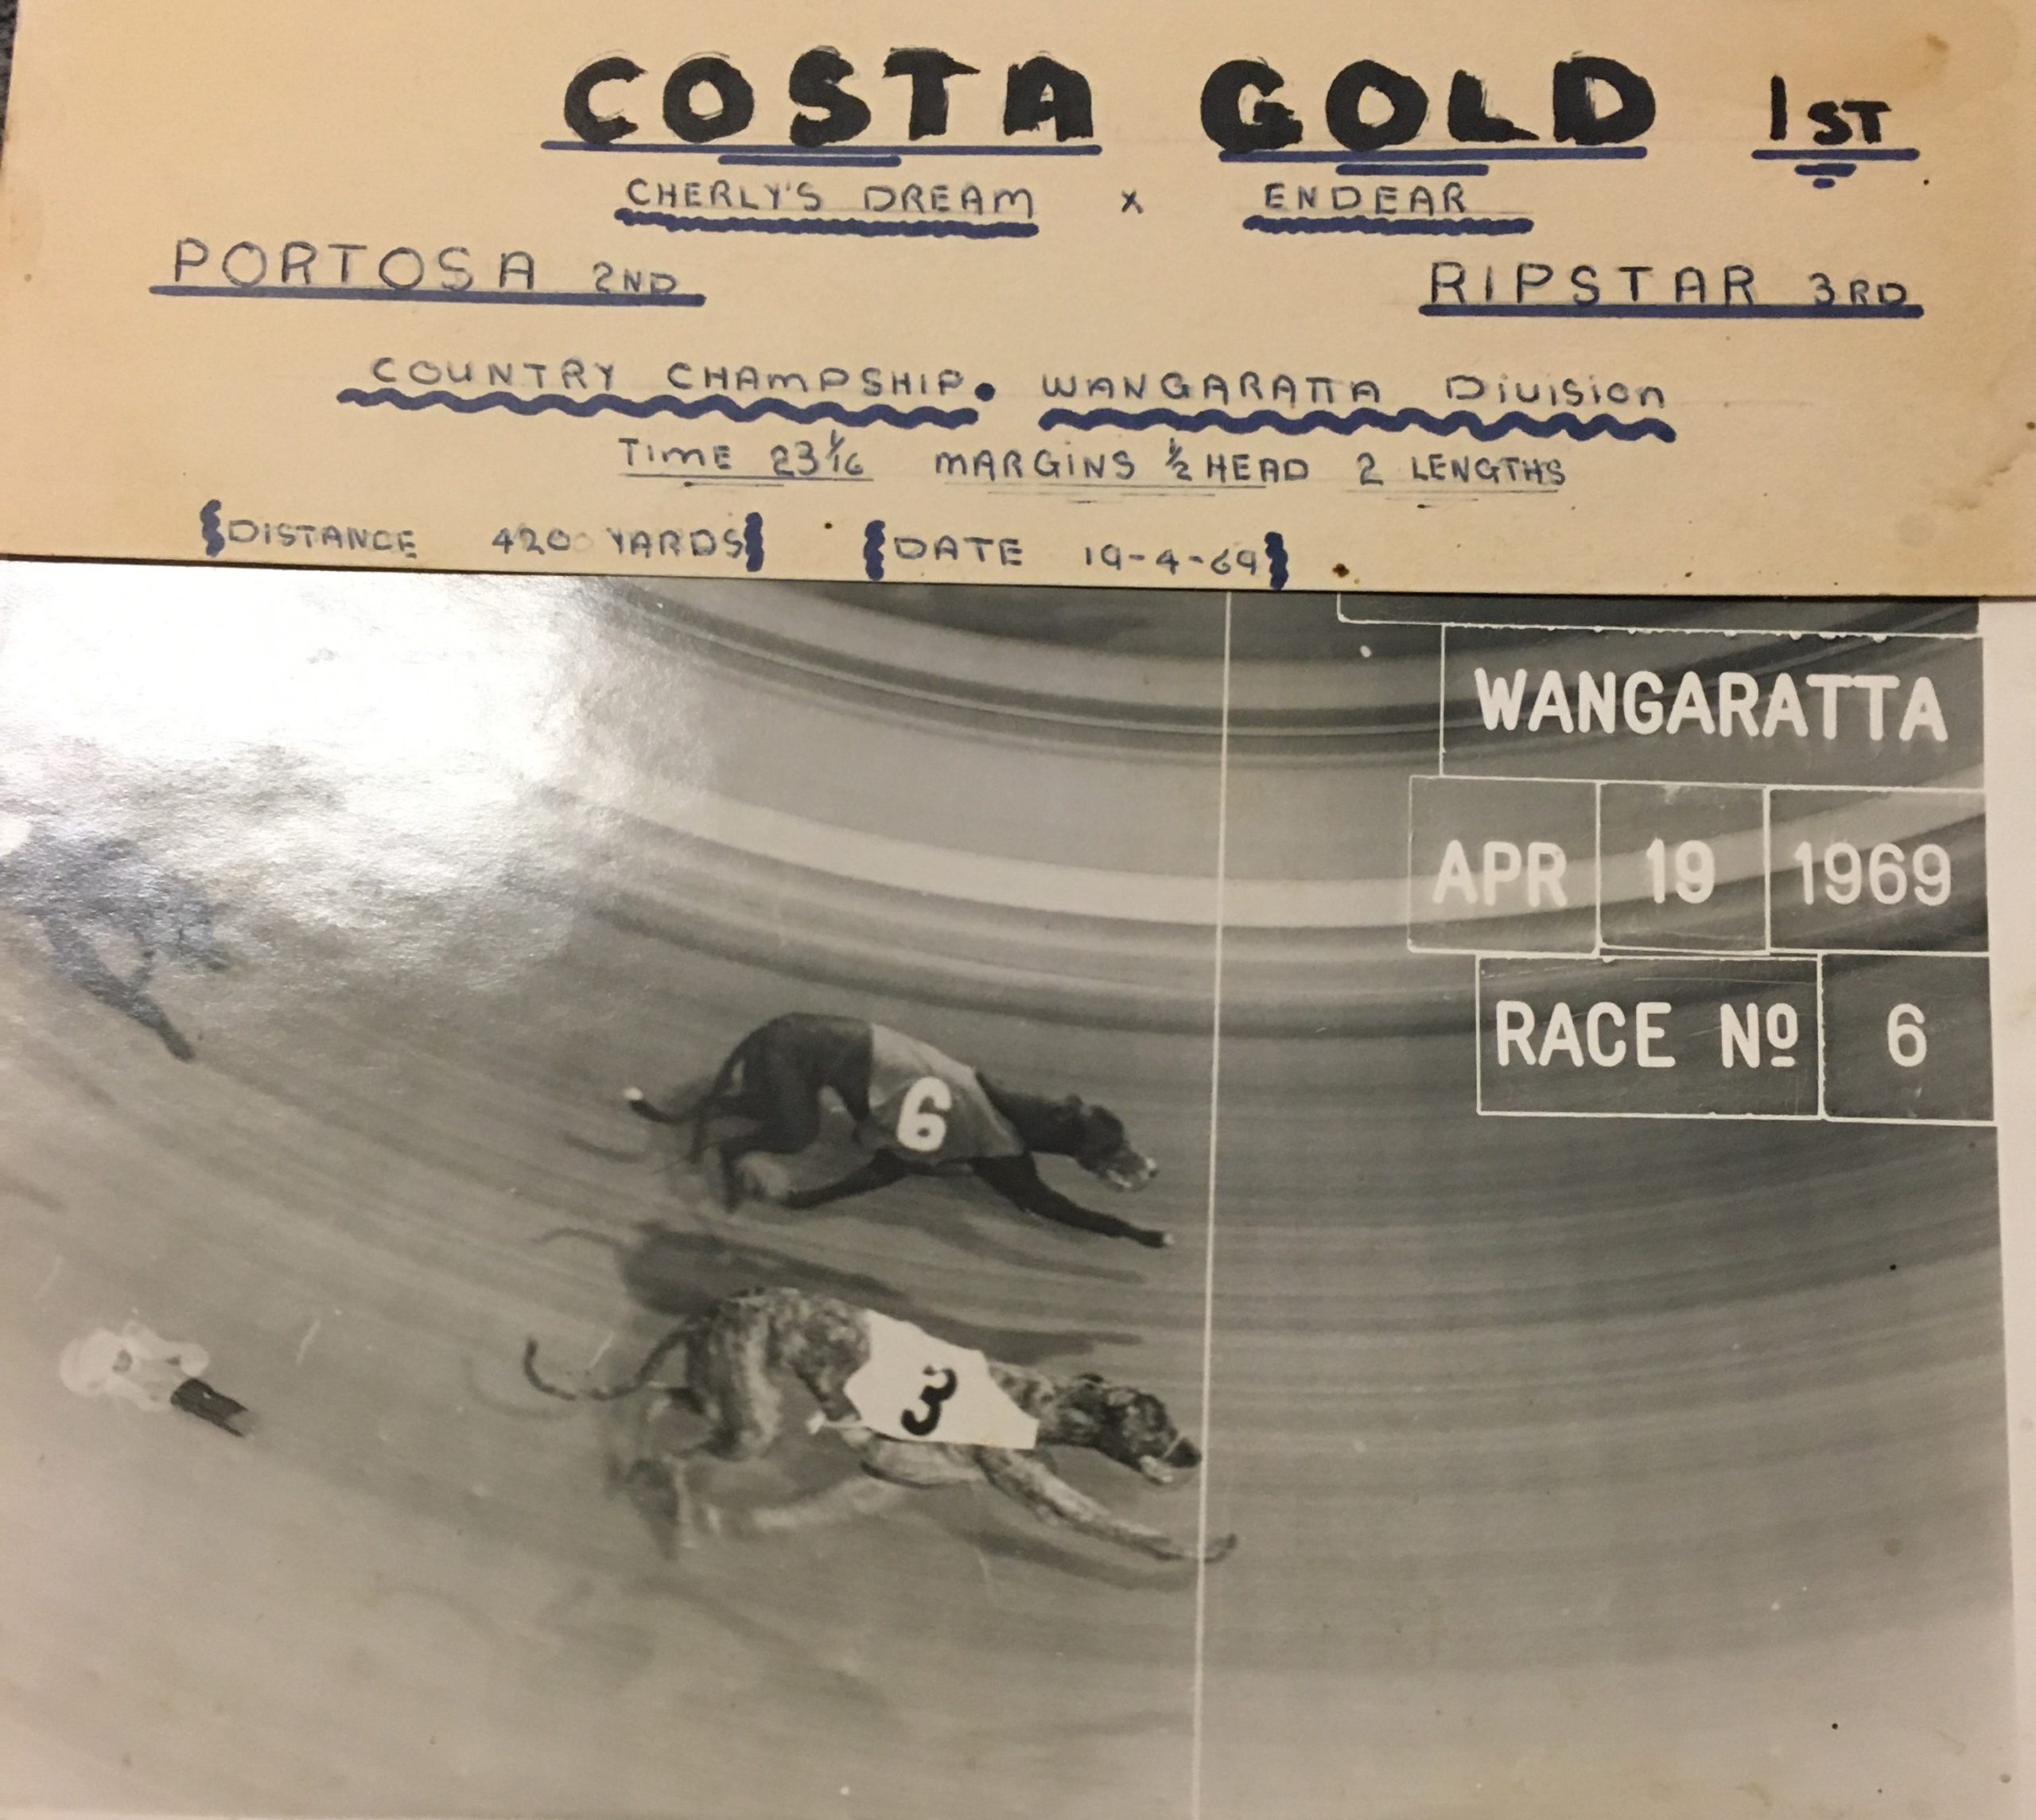 COSTA GOLD 1ST
CHERLY'S DREAM x ENDEAR
PORTOSA 2ND RIPSTAR 3RD
COUNTRY CHAMPSHIP. WANGARATTA Division
TIME 23 1/16 MARGINS 1/2 HEAD 2 LENGTHS
{DISTANCE 420 YARDS} {DATE 19-4-69}
WANGARATTA
APR 19 1969
RACE Nº 6
6
3